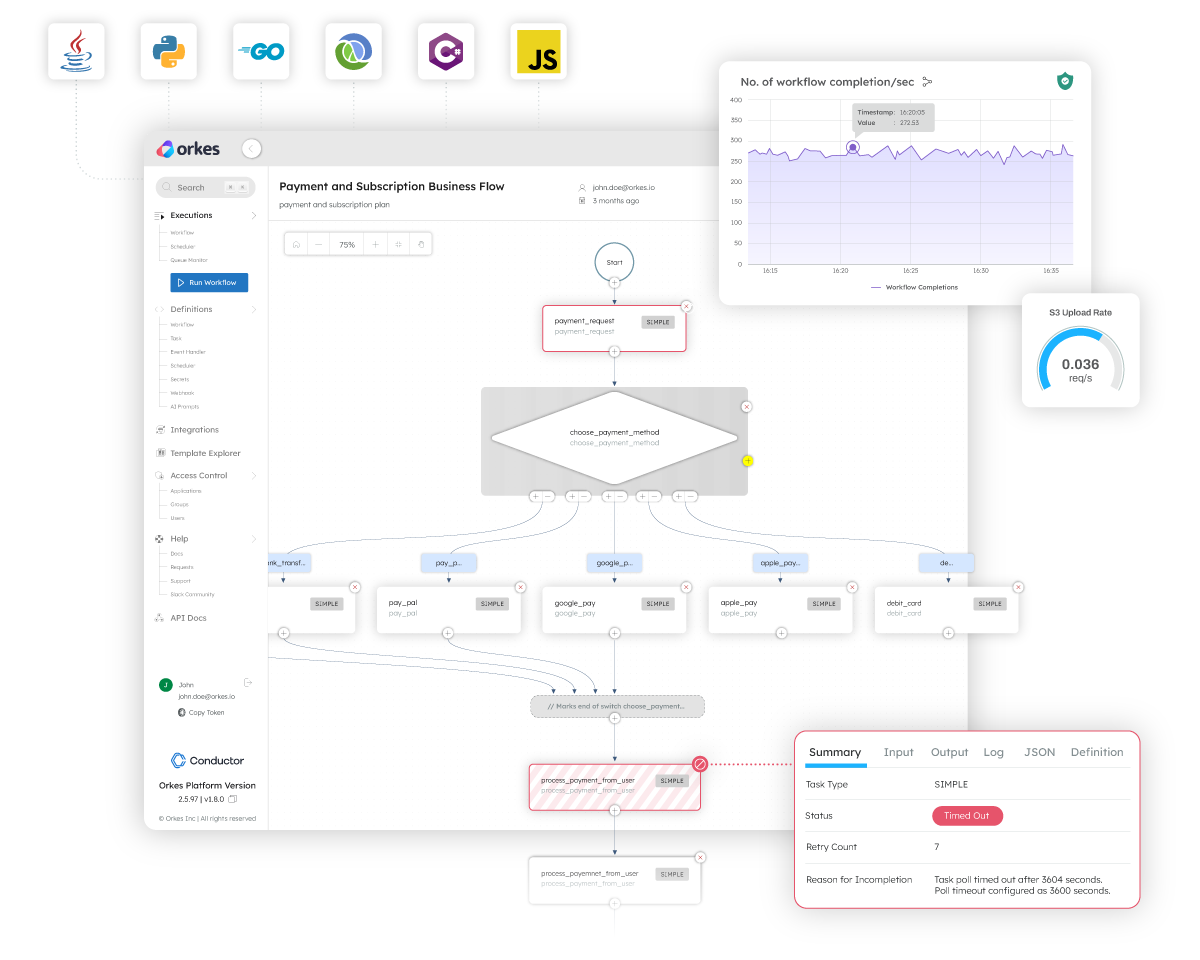 GO
C#
JS
orkes
Search
Executions
Workflow
Scheduler
Queue Monitor
Run Workflow
Definitions
Workflow
Task
Event Handler
Scheduler
Secrets
Webhook
AI Prompts
Integrations
Template Explorer
Access Control
Applications
Groups
Users
Help
Docs
Requests
Support
Slack Community
API Docs
J
John
john.doe@orkes.io
Copy Token
Conductor
Orkes Platform Version
2.5.97 | v1.8.0
© Orkes Inc | All rights reserved
Payment and Subscription Business Flow
payment and subscription plan
john.doe@orkes.io
3 months ago
75%
Start
payment_request
SIMPLE
payment_request
choose_payment_method
choose_payment_method
nk_transf...
pay_p...
google_p...
apple_pay...
de...
SIMPLE
pay_pal
SIMPLE
pay_pal
google_pay
SIMPLE
google_pay
apple_pay
SIMPLE
apple_pay
debit_card
SIMPLE
debit_card
// Marks end of switch choose_payment...
process_payment_from_user
SIMPLE
process_payment_from_user
process_payemnet_from_user
SIMPLE
process_payment_from_user
No. of workflow completion/sec
400
350
300
250
200
150
100
50
0
Timestamp: 16:20:05
Value : 272.53
16:15 16:20 16:25 16:30 16:35
Workflow Completions
S3 Upload Rate
0.036
req/s
Summary Input Output Log JSON Definition
Task Type SIMPLE
Status Timed Out
Retry Count 7
Reason for Incompletion Task poll timed out after 3604 seconds.
Poll timeout configured as 3600 seconds.